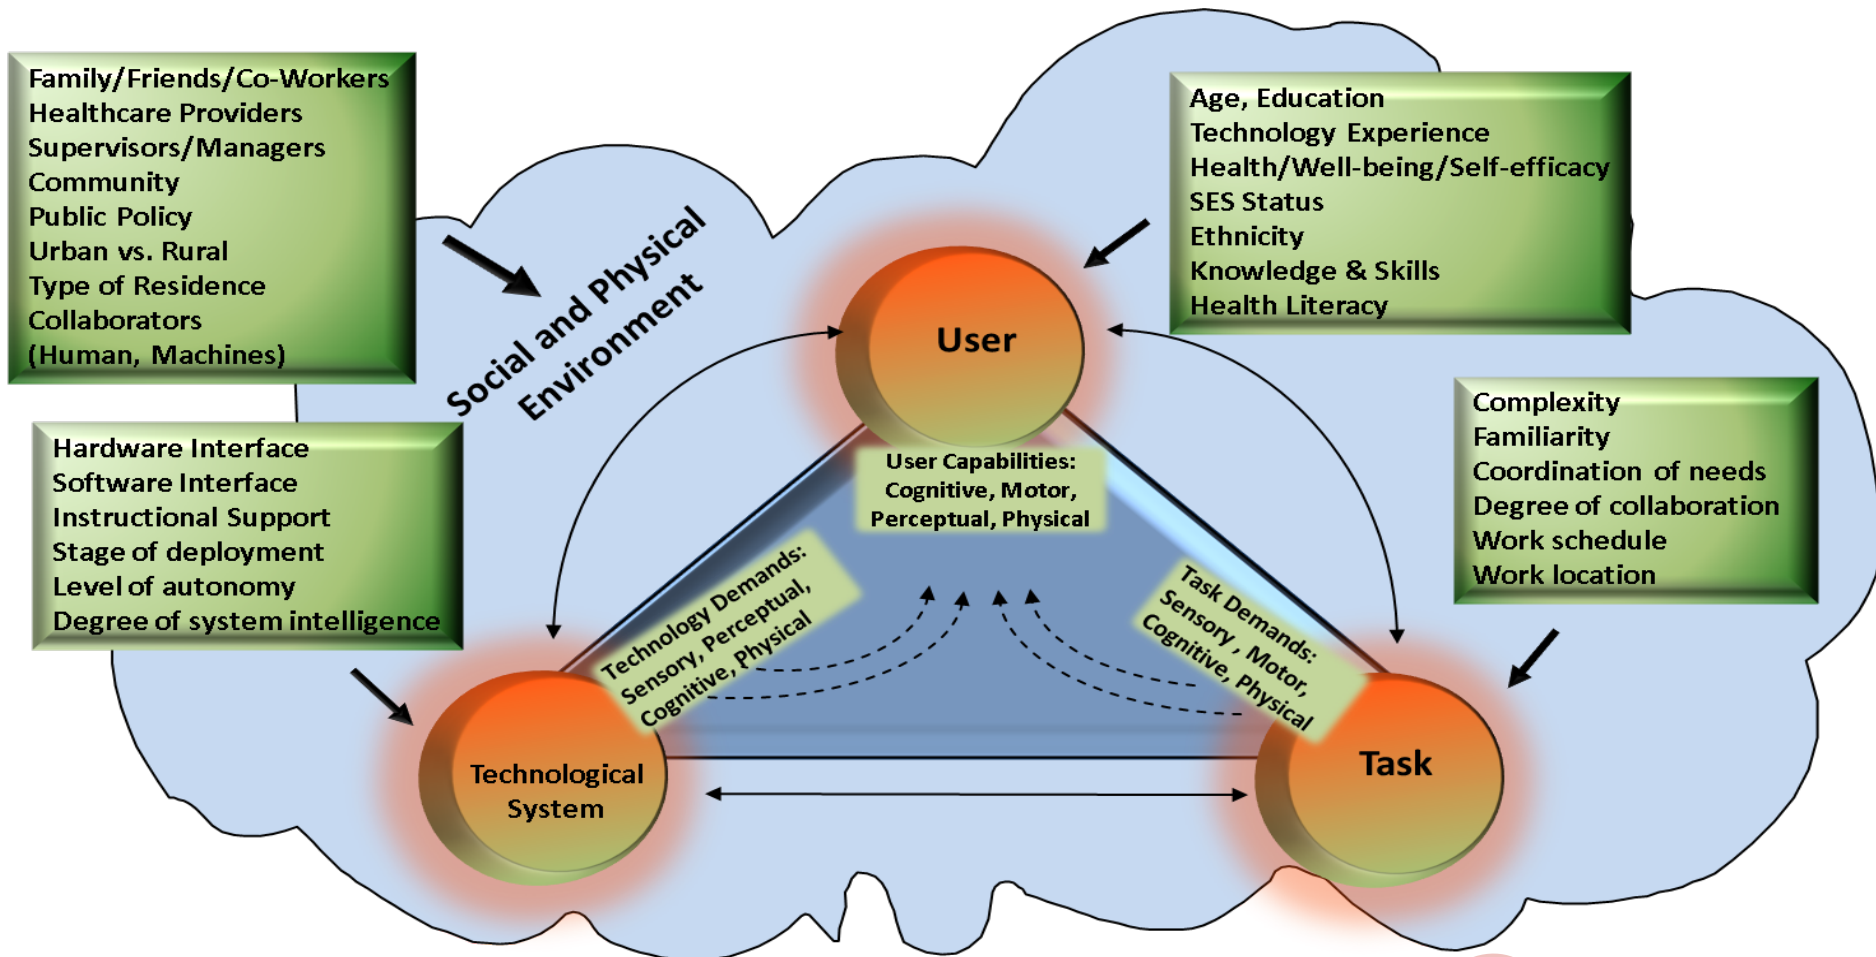 Family/Friends/Co-Workers
Healthcare Providers
Supervisors/Managers
Community
Public Policy
Urban vs. Rural
Type of Residence
Collaborators
(Human, Machines)
Social and Physical
Environment
Age, Education
Technology Experience
Health/Well-being/Self-efficacy
SES Status
Ethnicity
Knowledge & Skills
Health Literacy
User
User Capabilities:
Cognitive, Motor,
Perceptual, Physical
Hardware Interface
Software Interface
Instructional Support
Stage of deployment
Level of autonomy
Degree of system intelligence
Complexity
Familiarity
Coordination of needs
Degree of collaboration
Work schedule
Work location
Technology Demands:
Sensory, Perceptual,
Cognitive, Physical
Task Demands:
Sensory , Motor,
Cognitive, Physical
Technological
System
Task